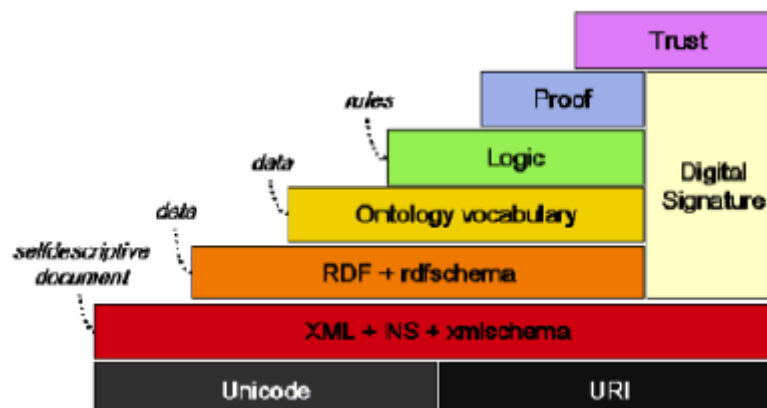 Trust
rules
Proof
data
Logic
Digital
Signature
data
Ontology vocabulary
selfdescriptive
document
RDF + rdfschema
XML + NS + xmlschema
Unicode
URI